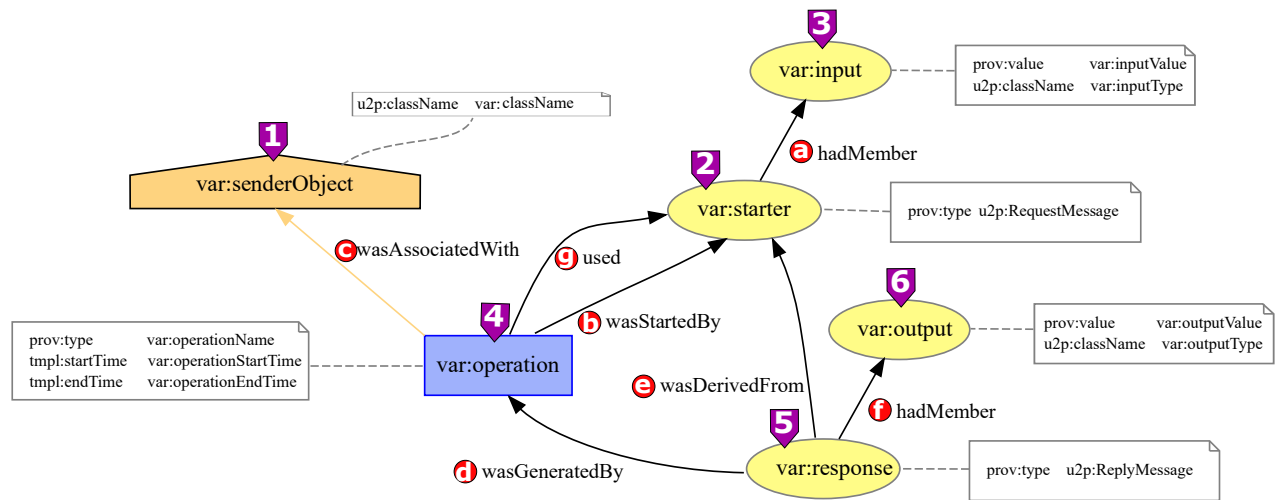 3
var:input
prov:value var:inputValue
u2p:className var:inputType
u2p:className var:className
1
var:senderObject
a hadMember
2
var:starter
prov:type u2p:RequestMessage
c wasAssociatedWith
g used
6
var:output
prov:value var:outputValue
u2p:className var:outputType
4
b wasStartedBy
prov:type var:operationName
tmpl:startTime var:operationStartTime
tmpl:endTime var:operationEndTime
var:operation
e wasDerivedFrom
f hadMember
5
var:response
d wasGeneratedBy
prov:type u2p:ReplyMessage